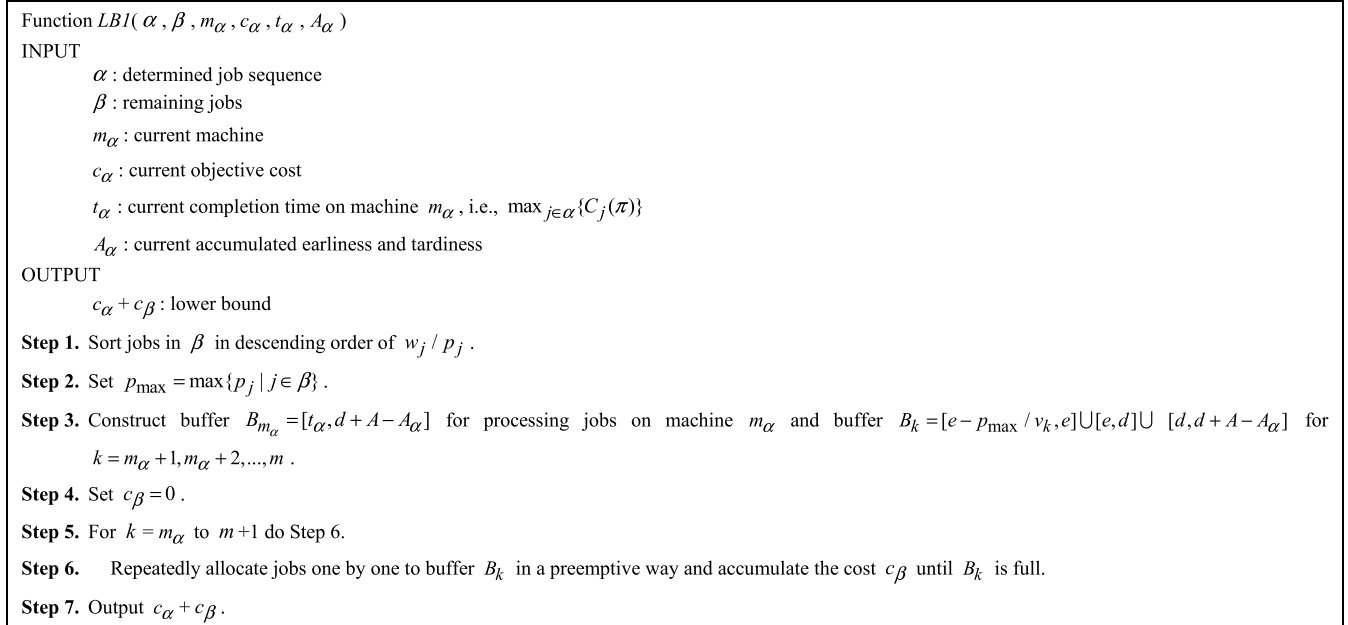 Function LB1( α , β , m_α , c_α , t_α , A_α )
INPUT
α : determined job sequence
β : remaining jobs
m_α : current machine
c_α : current objective cost
t_α : current completion time on machine m_α , i.e., max_{j∈α}{C_j(π)}
A_α : current accumulated earliness and tardiness
OUTPUT
c_α + c_β : lower bound
Step 1. Sort jobs in β in descending order of w_j / p_j .
Step 2. Set p_max = max{p_j | j ∈ β} .
Step 3. Construct buffer B_{m_α} = [t_α, d + A − A_α] for processing jobs on machine m_α and buffer B_k = [e − p_max / v_k, e]∪[e, d]∪ [d, d + A − A_α] for
k = m_α + 1, m_α + 2, ..., m .
Step 4. Set c_β = 0 .
Step 5. For k = m_α to m +1 do Step 6.
Step 6. Repeatedly allocate jobs one by one to buffer B_k in a preemptive way and accumulate the cost c_β until B_k is full.
Step 7. Output c_α + c_β .